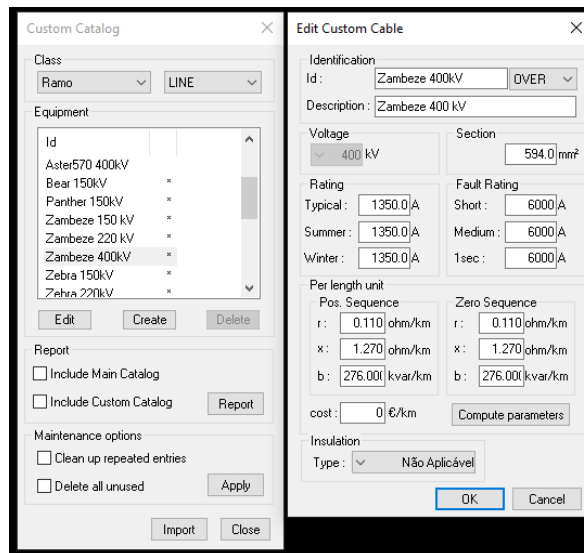 Custom Catalog
Class
Ramo
LINE
Equipment
Id
Aster570 400kV
Bear 150kV *
Panther 150kV *
Zambeze 150 kV *
Zambeze 220 kV *
Zambeze 400kV *
Zebra 150kV *
Zebra 220kV *
Edit
Create
Delete
Report
Include Main Catalog
Include Custom Catalog
Report
Maintenance options
Clean up repeated entries
Delete all unused
Apply
Import
Close
Edit Custom Cable
Identification
Id : Zambeze 400kV OVER
Description : Zambeze 400 kV
Voltage
400 kV
Section
594.0 mm²
Rating
Typical : 1350.0 A
Summer : 1350.0 A
Winter : 1350.0 A
Fault Rating
Short : 6000 A
Medium : 6000 A
1sec : 6000 A
Per length unit
Pos. Sequence
r : 0.110 ohm/km
x : 1.270 ohm/km
b : 276.00( kvar/km
Zero Sequence
r : 0.110 ohm/km
x : 1.270 ohm/km
b : 276.00( kvar/km
cost : 0 €/km
Compute parameters
Insulation
Type : Não Aplicável
OK
Cancel